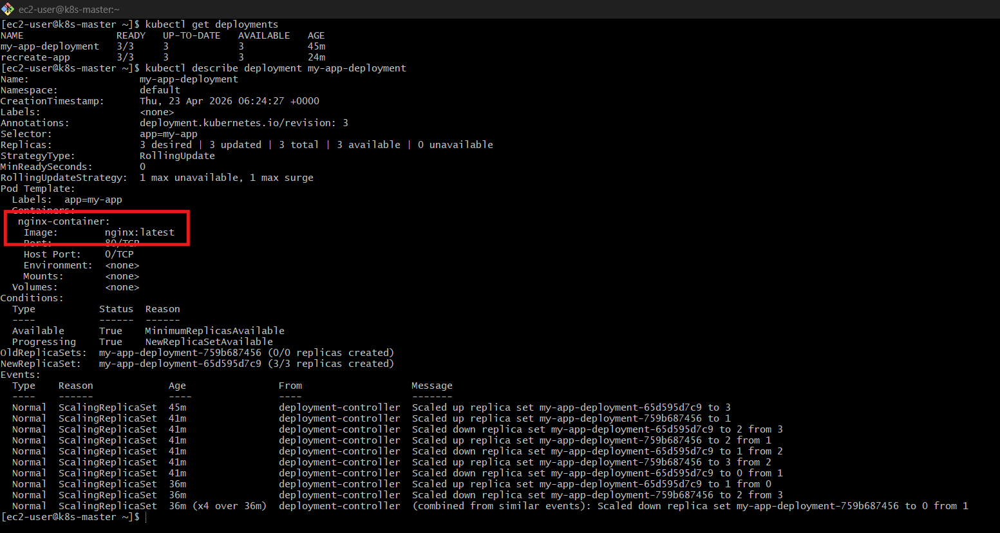 ec2-user@k8s-master:~
[ec2-user@k8s-master ~]$ kubectl get deployments
NAME                READY   UP-TO-DATE   AVAILABLE   AGE
my-app-deployment   3/3     3            3           45m
recreate-app        3/3     3            3           24m
[ec2-user@k8s-master ~]$ kubectl describe deployment my-app-deployment
Name:                   my-app-deployment
Namespace:              default
CreationTimestamp:      Thu, 23 Apr 2026 06:24:27 +0000
Labels:                 <none>
Annotations:            deployment.kubernetes.io/revision: 3
Selector:               app=my-app
Replicas:               3 desired | 3 updated | 3 total | 3 available | 0 unavailable
StrategyType:           RollingUpdate
MinReadySeconds:        0
RollingUpdateStrategy:  1 max unavailable, 1 max surge
Pod Template:
  Labels:  app=my-app
  Containers:
   nginx-container:
    Image:        nginx:latest
    Port:         80/TCP
    Host Port:    0/TCP
    Environment:  <none>
    Mounts:       <none>
  Volumes:        <none>
Conditions:
  Type           Status  Reason
  ----           ------  ------
  Available      True    MinimumReplicasAvailable
  Progressing    True    NewReplicaSetAvailable
OldReplicaSets:  my-app-deployment-759b687456 (0/0 replicas created)
NewReplicaSet:   my-app-deployment-65d595d7c9 (3/3 replicas created)
Events:
  Type    Reason             Age                From                   Message
  ----    ------             ----               ----                   -------
  Normal  ScalingReplicaSet  45m                deployment-controller  Scaled up replica set my-app-deployment-65d595d7c9 to 3
  Normal  ScalingReplicaSet  41m                deployment-controller  Scaled up replica set my-app-deployment-759b687456 to 1
  Normal  ScalingReplicaSet  41m                deployment-controller  Scaled down replica set my-app-deployment-65d595d7c9 to 2 from 3
  Normal  ScalingReplicaSet  41m                deployment-controller  Scaled up replica set my-app-deployment-759b687456 to 2 from 1
  Normal  ScalingReplicaSet  41m                deployment-controller  Scaled down replica set my-app-deployment-65d595d7c9 to 1 from 2
  Normal  ScalingReplicaSet  41m                deployment-controller  Scaled up replica set my-app-deployment-759b687456 to 3 from 2
  Normal  ScalingReplicaSet  41m                deployment-controller  Scaled down replica set my-app-deployment-65d595d7c9 to 0 from 1
  Normal  ScalingReplicaSet  36m                deployment-controller  Scaled up replica set my-app-deployment-65d595d7c9 to 1 from 0
  Normal  ScalingReplicaSet  36m                deployment-controller  Scaled down replica set my-app-deployment-759b687456 to 2 from 3
  Normal  ScalingReplicaSet  36m (x4 over 36m)  deployment-controller  (combined from similar events): Scaled down replica set my-app-deployment-759b687456 to 0 from 1
[ec2-user@k8s-master ~]$